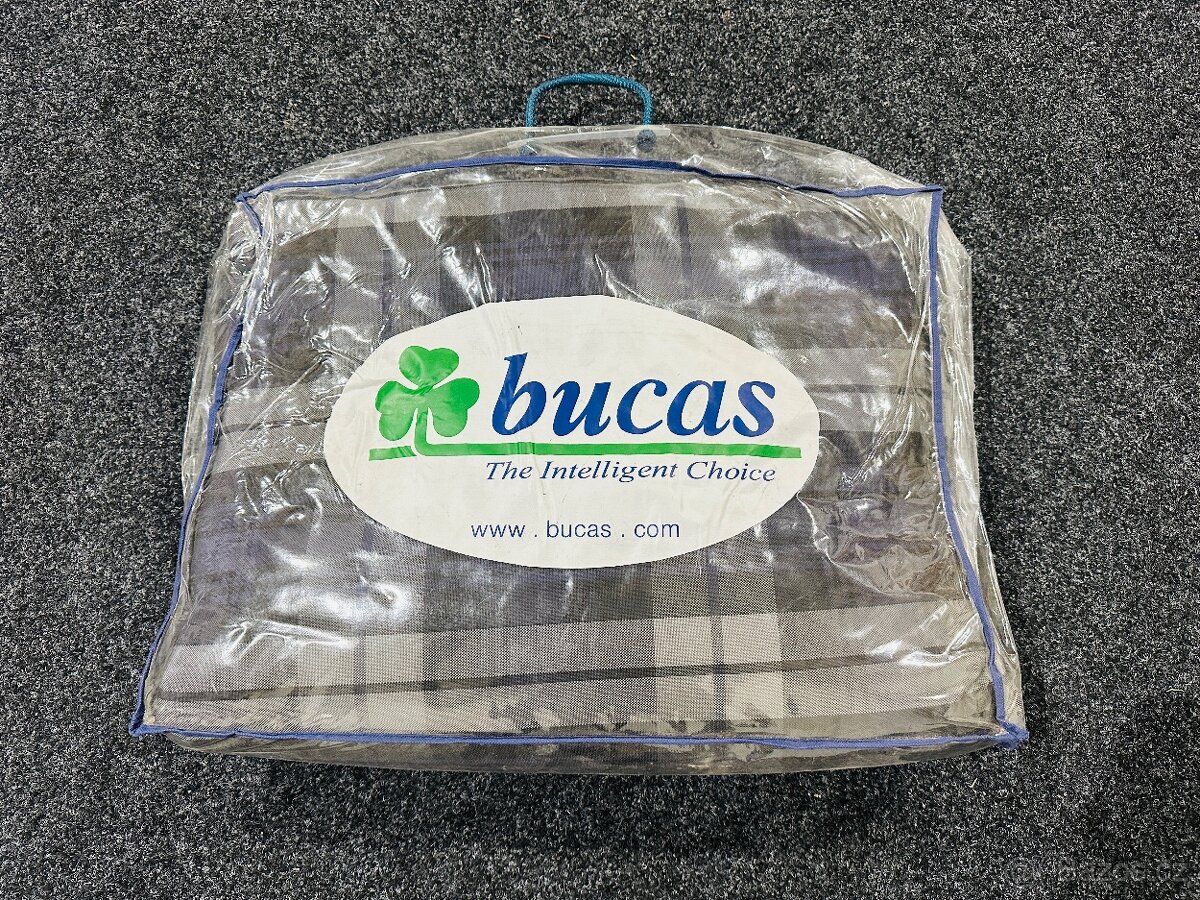 bucas
The Intelligent Choice
www . bucas . com